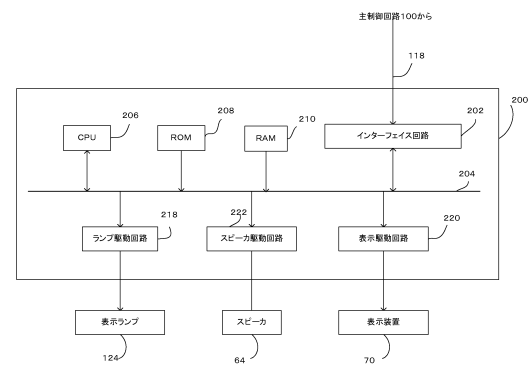 主制御回路100から
118
200
206
CPU
208
ROM
210
RAM
202
インターフェイス回路
204
218
ランプ駆動回路
222
スピーカ駆動回路
220
表示駆動回路
表示ランプ
スピーカ
表示装置
124
64
70